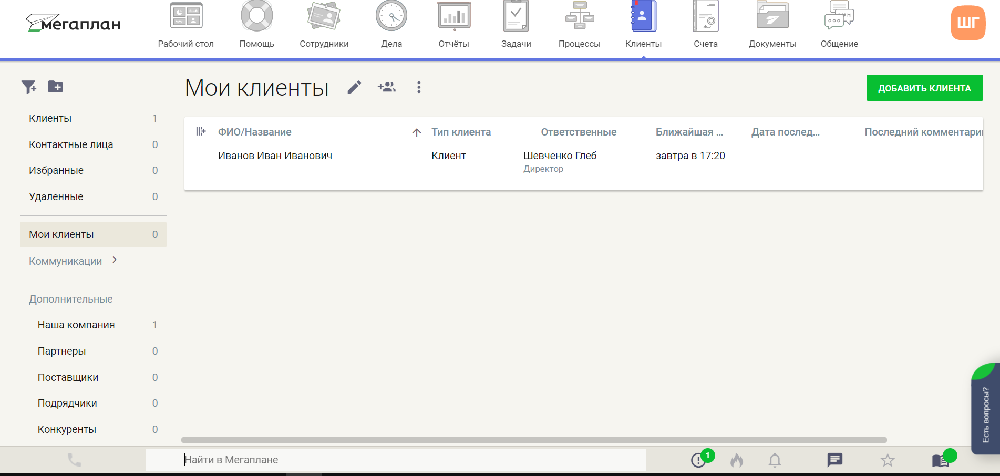 мегаплан
Рабочий стол
Помощь
Сотрудники
Дела
Отчёты
Задачи
Процессы
Клиенты
Счета
Документы
Общение
ШГ
Мои клиенты
ДОБАВИТЬ КЛИЕНТА
Клиенты 1
Контактные лица 0
Избранные 0
Удаленные 0
Мои клиенты 0
Коммуникации
Дополнительные
Наша компания 1
Партнеры 0
Поставщики 0
Подрядчики 0
Конкуренты 0
ФИО/Название Тип клиента Ответственные Ближайшая ... Дата послед... Последний комментари
Иванов Иван Иванович Клиент Шевченко Глеб завтра в 17:20
Директор
Есть вопросы?
Найти в Мегаплане
1